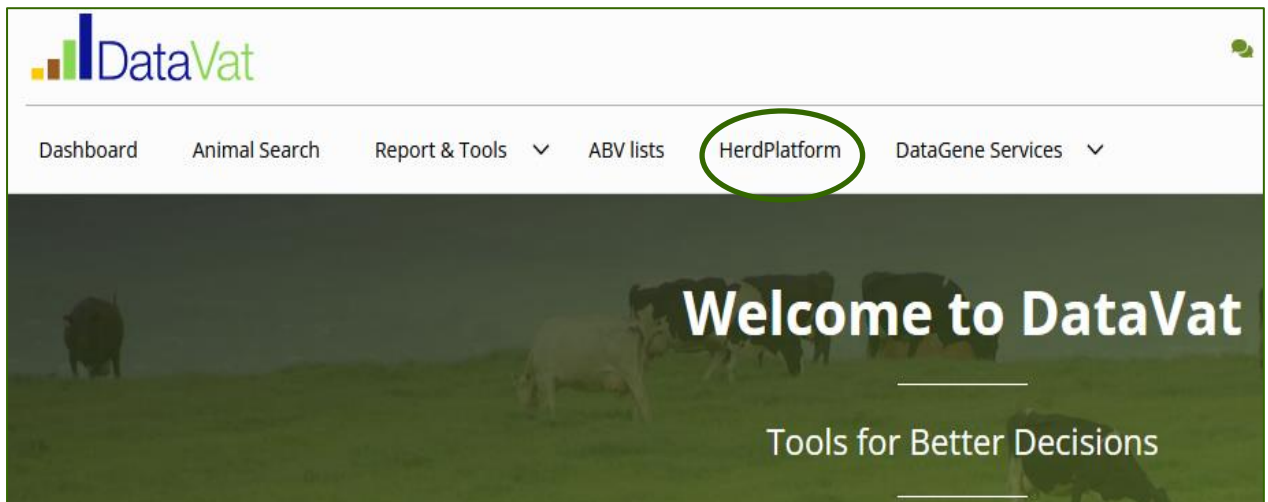 DataVat
Dashboard Animal Search Report & Tools ABV lists HerdPlatform DataGene Services
Welcome to DataVat
Tools for Better Decisions